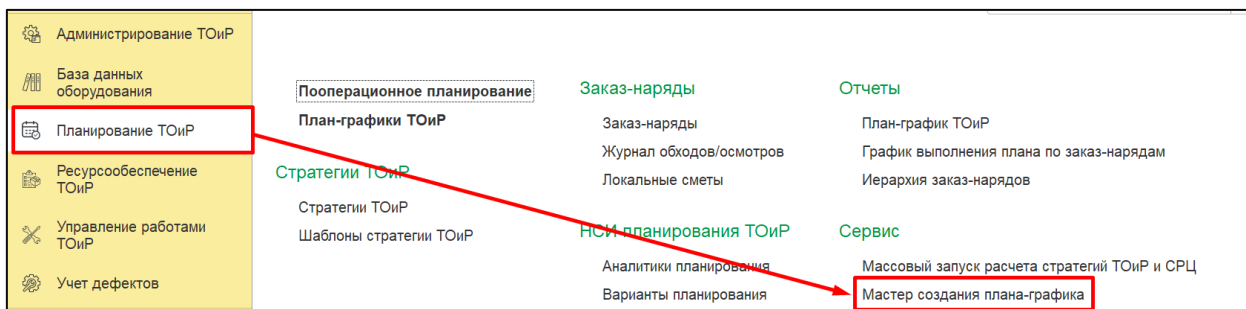 Администрирование ТОиР
База данных
оборудования
Планирование ТОиР
Ресурсообеспечение
ТОиР
Управление работами
ТОиР
Учет дефектов
Пооперационное планирование
План-графики ТОиР
Стратегии ТОиР
Стратегии ТОиР
Шаблоны стратегии ТОиР
Заказ-наряды
Заказ-наряды
Журнал обходов/осмотров
Локальные сметы
НСИ планирования ТОиР
Аналитики планирования
Варианты планирования
Отчеты
План-график ТОиР
График выполнения плана по заказ-нарядам
Иерархия заказ-нарядов
Сервис
Массовый запуск расчета стратегий ТОиР и СРЦ
Мастер создания плана-графика